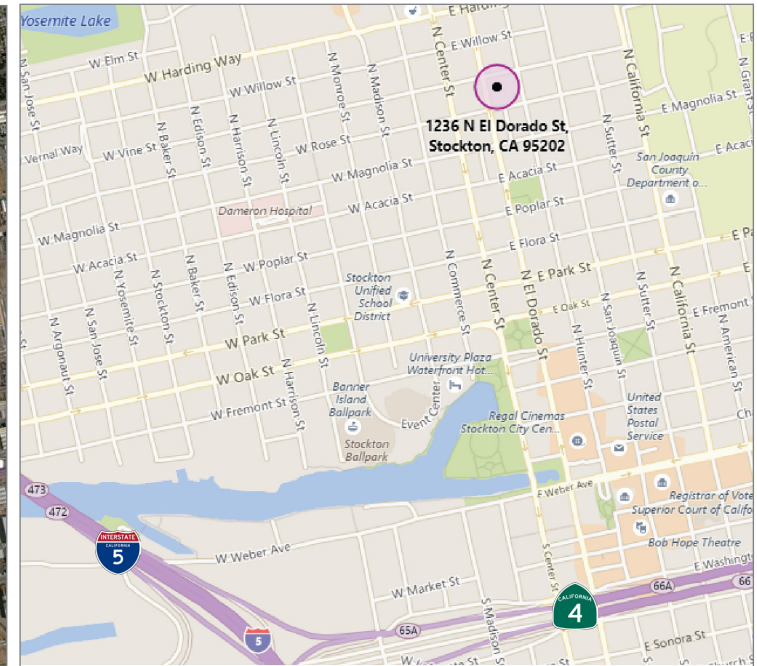 Yosemite Lake
E Hardin
E Willow St
W Elm St
W Harding Way
N San Jose St
W Willow St
N Monroe St
N Madison St
N Center St
N California St
N Grant
E Magnolia St
1236 N El Dorado St,
Stockton, CA 95202
N Sutter St
Vernal Way
W Vine St
N Baker St
N Edison St
N Harrison St
N Lincoln St
W Rose St
W Magnolia St
E Acacia St
E Acac
San Joaquin
County
Department o...
W Acacia St
Dameron Hospital
E Poplar St
W Magnolia St
E Flora St
E Pa
W Acacia St
W Poplar St
N Yosemite St
N Stockton St
N Baker St
N Edison St
W Flora St
Stockton
Unified
School
District
N Commerce St
N Center St
N El Dorado St
E Park St
E Oak St
N Sutter St
N California St
E Fremont
N Argonaut St
N San Jose St
N Lincoln St
W Park St
N Hunter St
N San Joaquin St
N American St
W Oak St
N Harrison St
University Plaza
Waterfront Hot...
W Fremont St
Banner
Island
Ballpark
Event Center
Regal Cinemas
Stockton City Cen...
United
States
Postal
Service
Ch
Stockton
Ballpark
473
472
E Weber Ave
Registrar of Vote
Superior Court of Califo
Bob Hope Theatre
INTERSTATE
CALIFORNIA
5
W Weber Ave
S Center St
E Washingt
W Market St
S Madison St
CALIFORNIA
4
66A
66
65A
5
E Sonora St
Church S